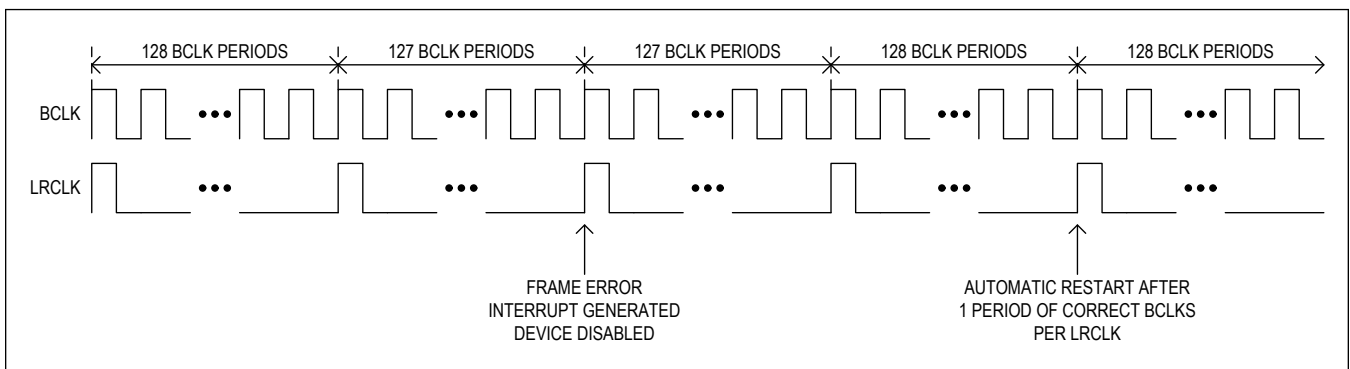 128 BCLK PERIODS 127 BCLK PERIODS 127 BCLK PERIODS 128 BCLK PERIODS 128 BCLK PERIODS
BCLK
LRCLK
FRAME ERROR
INTERRUPT GENERATED
DEVICE DISABLED
AUTOMATIC RESTART AFTER
1 PERIOD OF CORRECT BCLKS
PER LRCLK